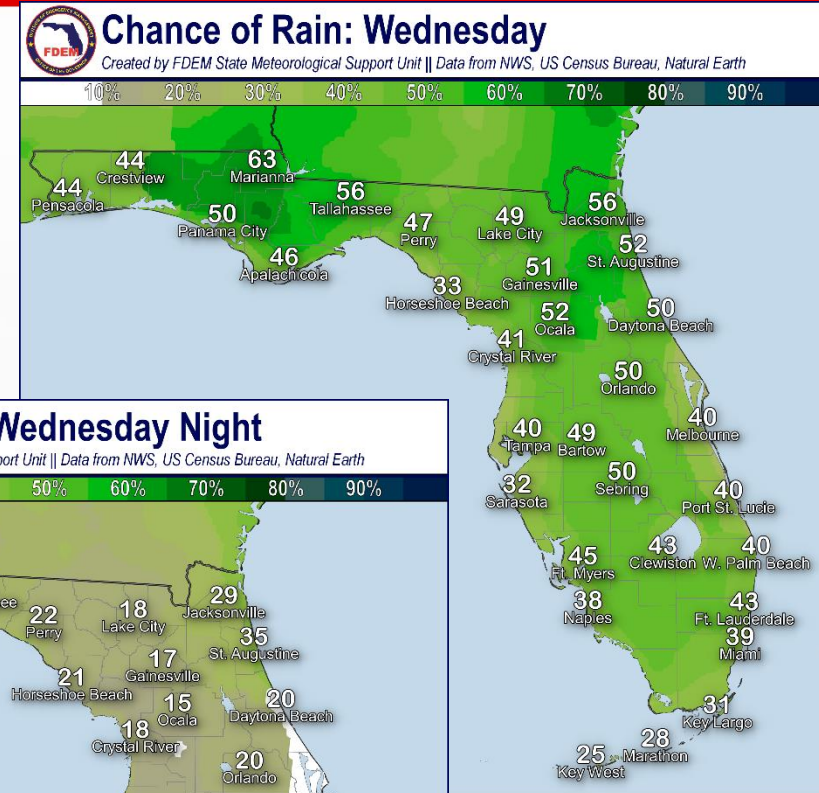 Chance of Rain: Wednesday
FDEM
Created by FDEM State Meteorological Support Unit || Data from NWS, US Census Bureau, Natural Earth
10% 20% 30% 40% 50% 60% 70% 80% 90%
44
Crestview
63
Marianna
44
Pensacola
56
Tallahassee
50
Panama City
47
Perry
49
Lake City
56
Jacksonville
46
Apalachicola
52
St. Augustine
51
Gainesville
33
Horseshoe Beach
52
Ocala
50
Daytona Beach
41
Crystal River
50
Orlando
40
Tampa
49
Bartow
40
Melbourne
32
Sarasota
50
Sebring
40
Port St. Lucie
45
Ft. Myers
43
Clewiston
40
W. Palm Beach
38
Naples
43
Ft. Lauderdale
39
Miami
31
Key Largo
28
Marathon
25
Key West
Wednesday Night
ort Unit || Data from NWS, US Census Bureau, Natural Earth
50% 60% 70% 80% 90%
ee
22
Perry
18
Lake City
29
Jacksonville
35
St. Augustine
21
Horseshoe Beach
17
Gainesville
15
Ocala
20
Daytona Beach
18
Crystal River
20
Orlando